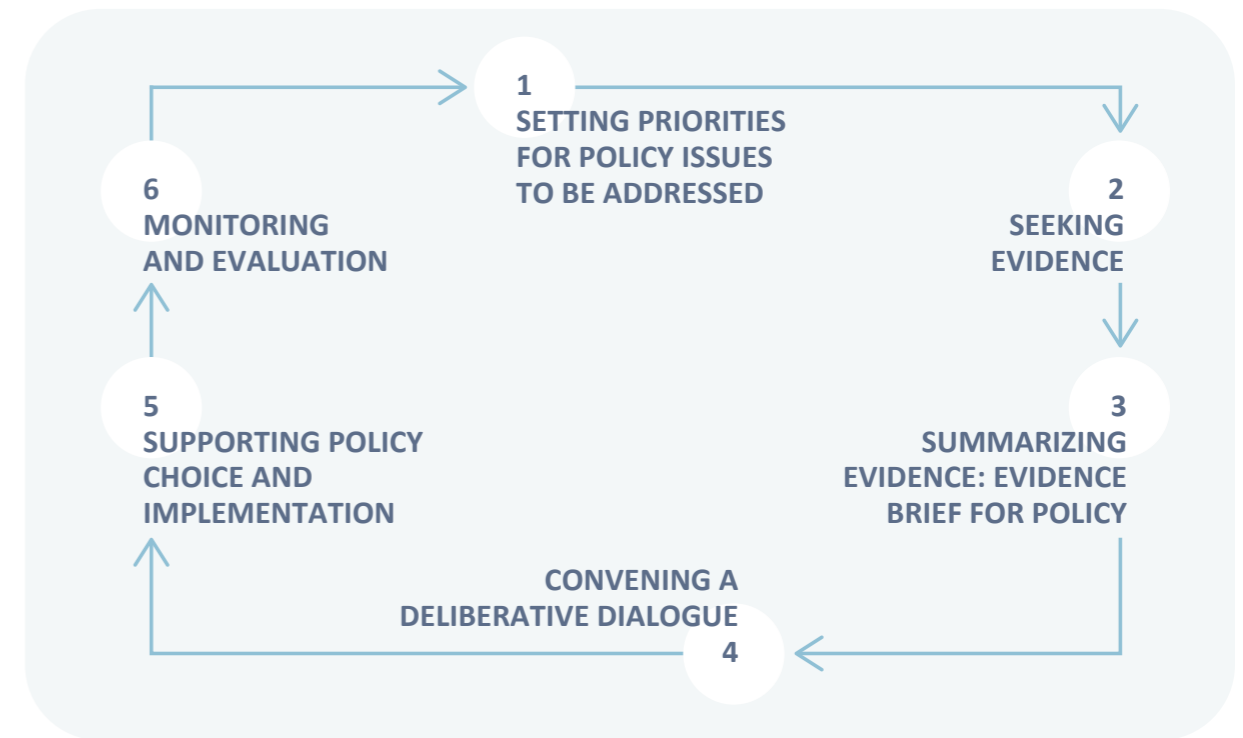 1
SETTING PRIORITIES
FOR POLICY ISSUES
TO BE ADDRESSED
2
SEEKING
EVIDENCE
3
SUMMARIZING
EVIDENCE: EVIDENCE
BRIEF FOR POLICY
CONVENING A
DELIBERATIVE DIALOGUE
4
5
SUPPORTING POLICY
CHOICE AND
IMPLEMENTATION
6
MONITORING
AND EVALUATION